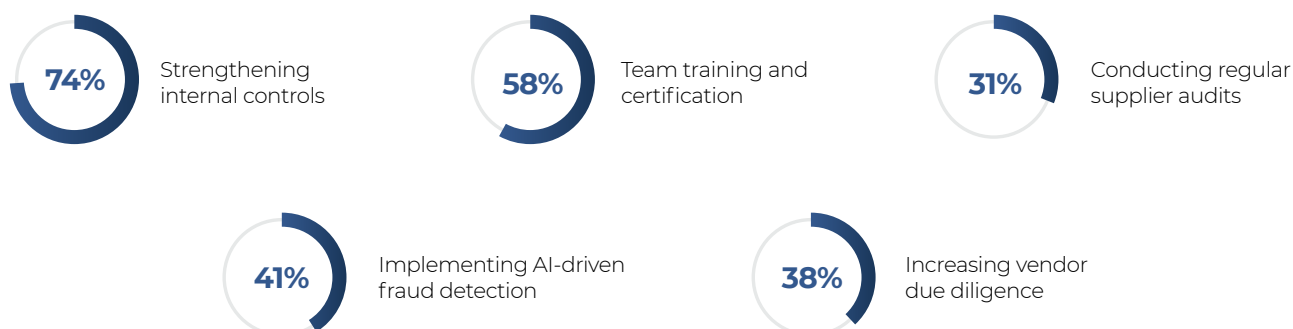 74%
Strengthening
internal controls
58%
Team training and
certification
31%
Conducting regular
supplier audits
41%
Implementing AI-driven
fraud detection
38%
Increasing vendor
due diligence